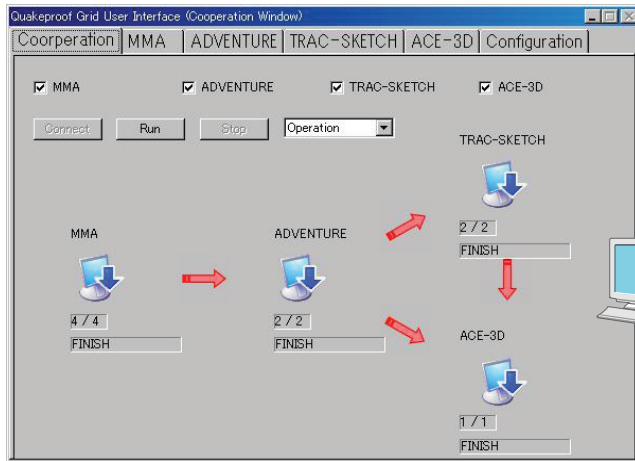 Quakeproof Grid User Interface (Cooperation Window)
Coorperation MMA ADVENTURE TRAC-SKETCH ACE-3D Configuration
MMA ADVENTURE TRAC-SKETCH ACE-3D
Connect Run Stop Operation
TRAC-SKETCH
2 / 2
FINISH
MMA ADVENTURE
4 / 4 2 / 2
FINISH FINISH
ACE-3D
1 / 1
FINISH